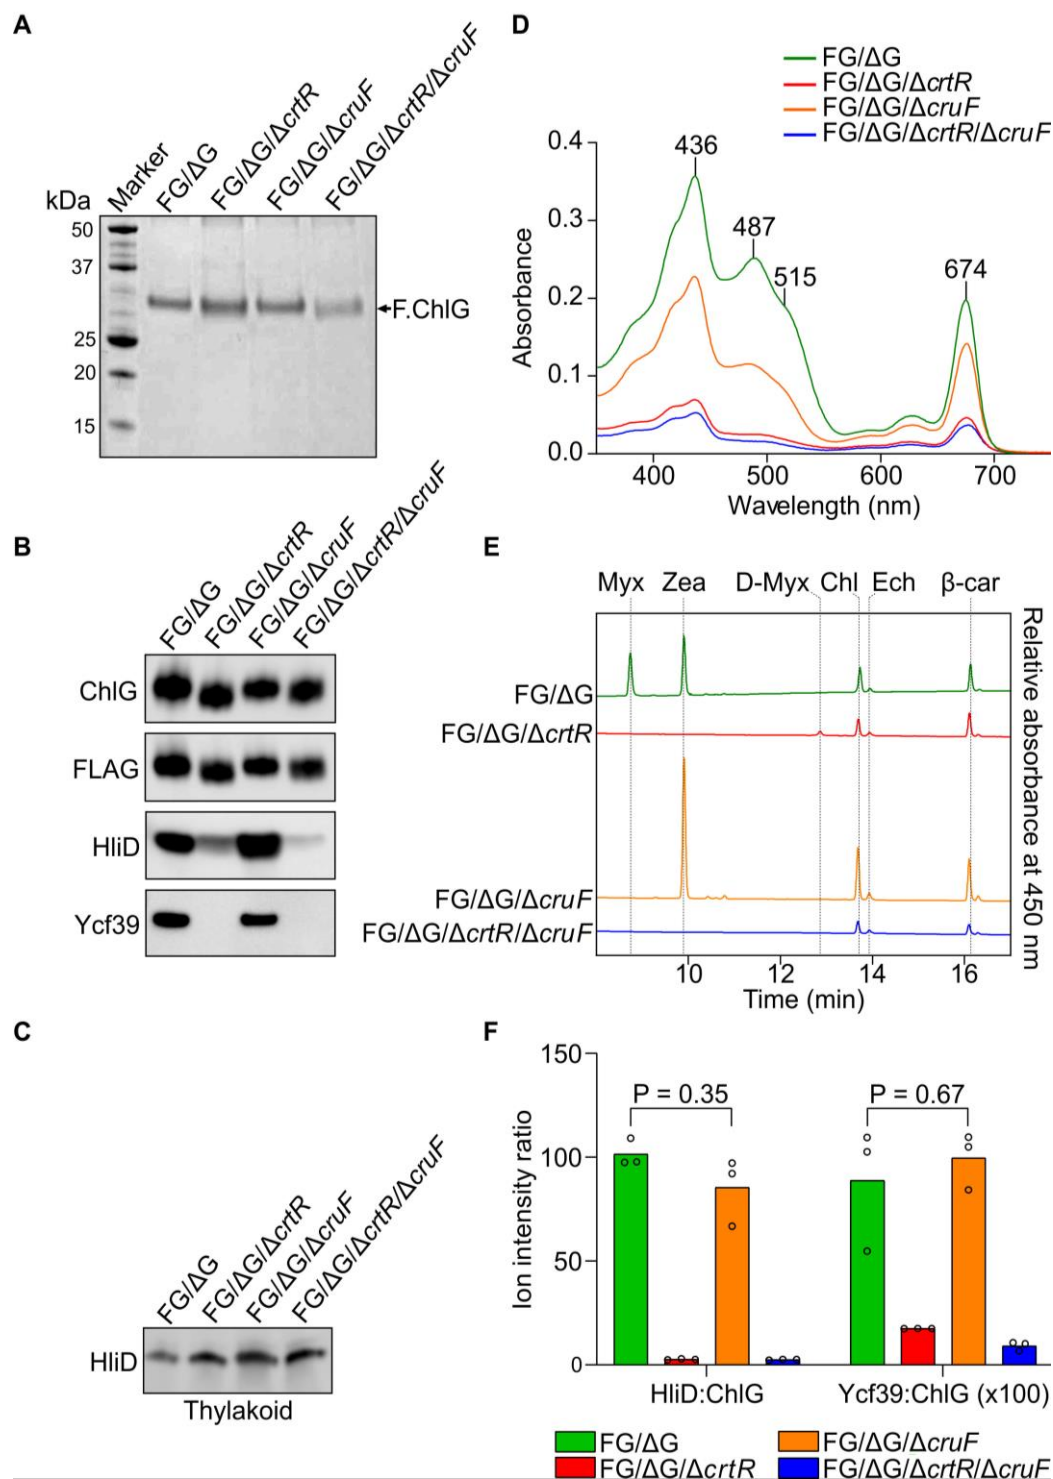 A
kDa
Marker
FG/ΔG
FG/ΔG/ΔcrtR
FG/ΔG/ΔcruF
FG/ΔG/ΔcrtR/ΔcruF
50
37
25
20
15
F.ChlG
B
FG/ΔG
FG/ΔG/ΔcrtR
FG/ΔG/ΔcruF
FG/ΔG/ΔcrtR/ΔcruF
ChlG
FLAG
HliD
Ycf39
C
FG/ΔG
FG/ΔG/ΔcrtR
FG/ΔG/ΔcruF
FG/ΔG/ΔcrtR/ΔcruF
HliD
Thylakoid
D
FG/ΔG
FG/ΔG/ΔcrtR
FG/ΔG/ΔcruF
FG/ΔG/ΔcrtR/ΔcruF
Absorbance
0.4
0.3
0.2
0.1
0.0
436
487
515
674
400 500 600 700
Wavelength (nm)
E
Myx Zea D-Myx Chl Ech β-car
FG/ΔG
FG/ΔG/ΔcrtR
FG/ΔG/ΔcruF
FG/ΔG/ΔcrtR/ΔcruF
Relative absorbance at 450 nm
10 12 14 16
Time (min)
F
Ion intensity ratio
150
100
50
0
P = 0.35 P = 0.67
HliD:ChlG Ycf39:ChlG (x100)
FG/ΔG FG/ΔG/ΔcruF
FG/ΔG/ΔcrtR FG/ΔG/ΔcrtR/ΔcruF